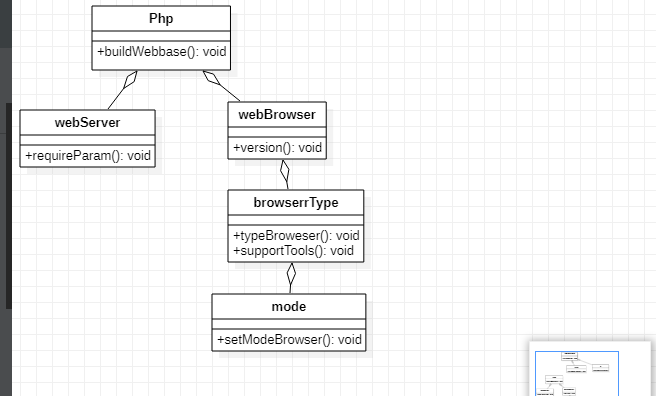 Php
+buildWebbase(): void
webServer
+requireParam(): void
webBrowser
+version(): void
browserrType
+typeBroweser(): void
+supportTools(): void
mode
+setModeBrowser(): void